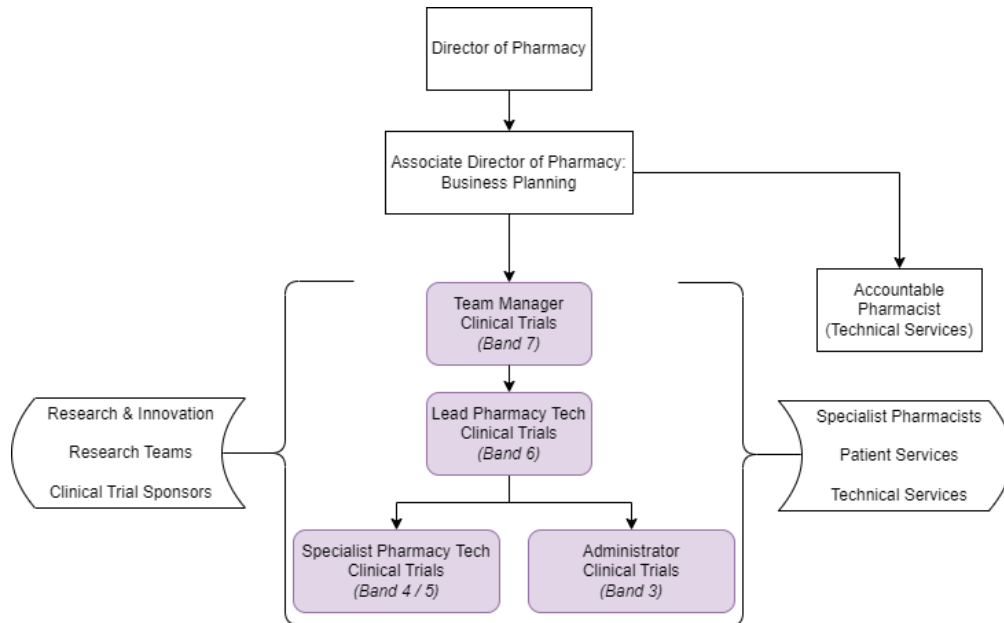 Director of Pharmacy
Associate Director of Pharmacy:
Business Planning
Team Manager
Clinical Trials
(Band 7)
Accountable
Pharmacist
(Technical Services)
Research & Innovation
Research Teams
Clinical Trial Sponsors
Lead Pharmacy Tech
Clinical Trials
(Band 6)
Specialist Pharmacists
Patient Services
Technical Services
Specialist Pharmacy Tech
Clinical Trials
(Band 4 / 5)
Administrator
Clinical Trials
(Band 3)